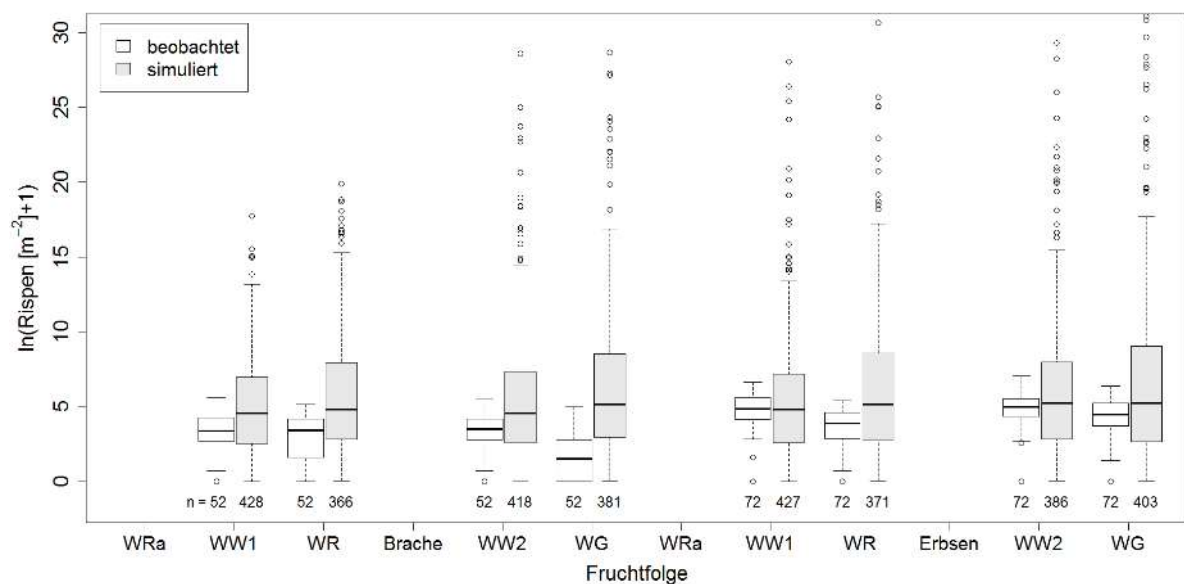 beobachtet
simuliert
ln(Rispen [m⁻²]+1)
30
25
20
15
10
5
0
n = 52 428 52 366 52 418 52 381 72 427 72 371 72 386 72 403
WRa WW1 WR Brache WW2 WG WRa WW1 WR Erbsen WW2 WG
Fruchtfolge